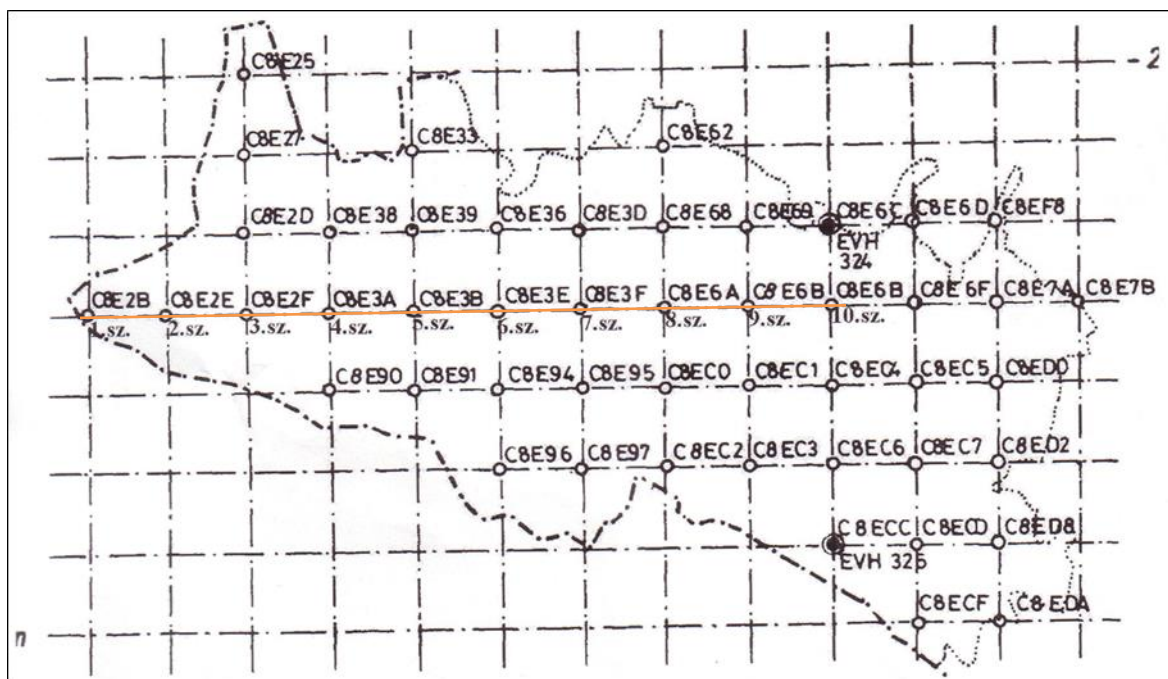 C8E25
-2
C8E27
C8E33
C8E62
C8E2D C8E38 C8E39 C8E36 C8E3D C8E68 C8E69 C8E6C C8E6D C8EF8
EVH
324
C8E2B C8E2E C8E2F C8E3A C8E3B C8E3E C8E3F C8E6A C8E6B C8E6B C8E6F C8E7A C8E7B
1.sz. 2.sz. 3.sz. 4.sz. 5.sz. 6.sz. 7.sz. 8.sz. 9.sz. 10.sz.
C8E90 C8E91 C8E94 C8E95 C8EC0 C8EC1 C8EC4 C8EC5 C8ED0
C8E96 C8E97 C8EC2 C8EC3 C8EC6 C8EC7 C8ED2
C8ECC C8ECD C8ED8
EVH 326
n
C8ECF C8EDA